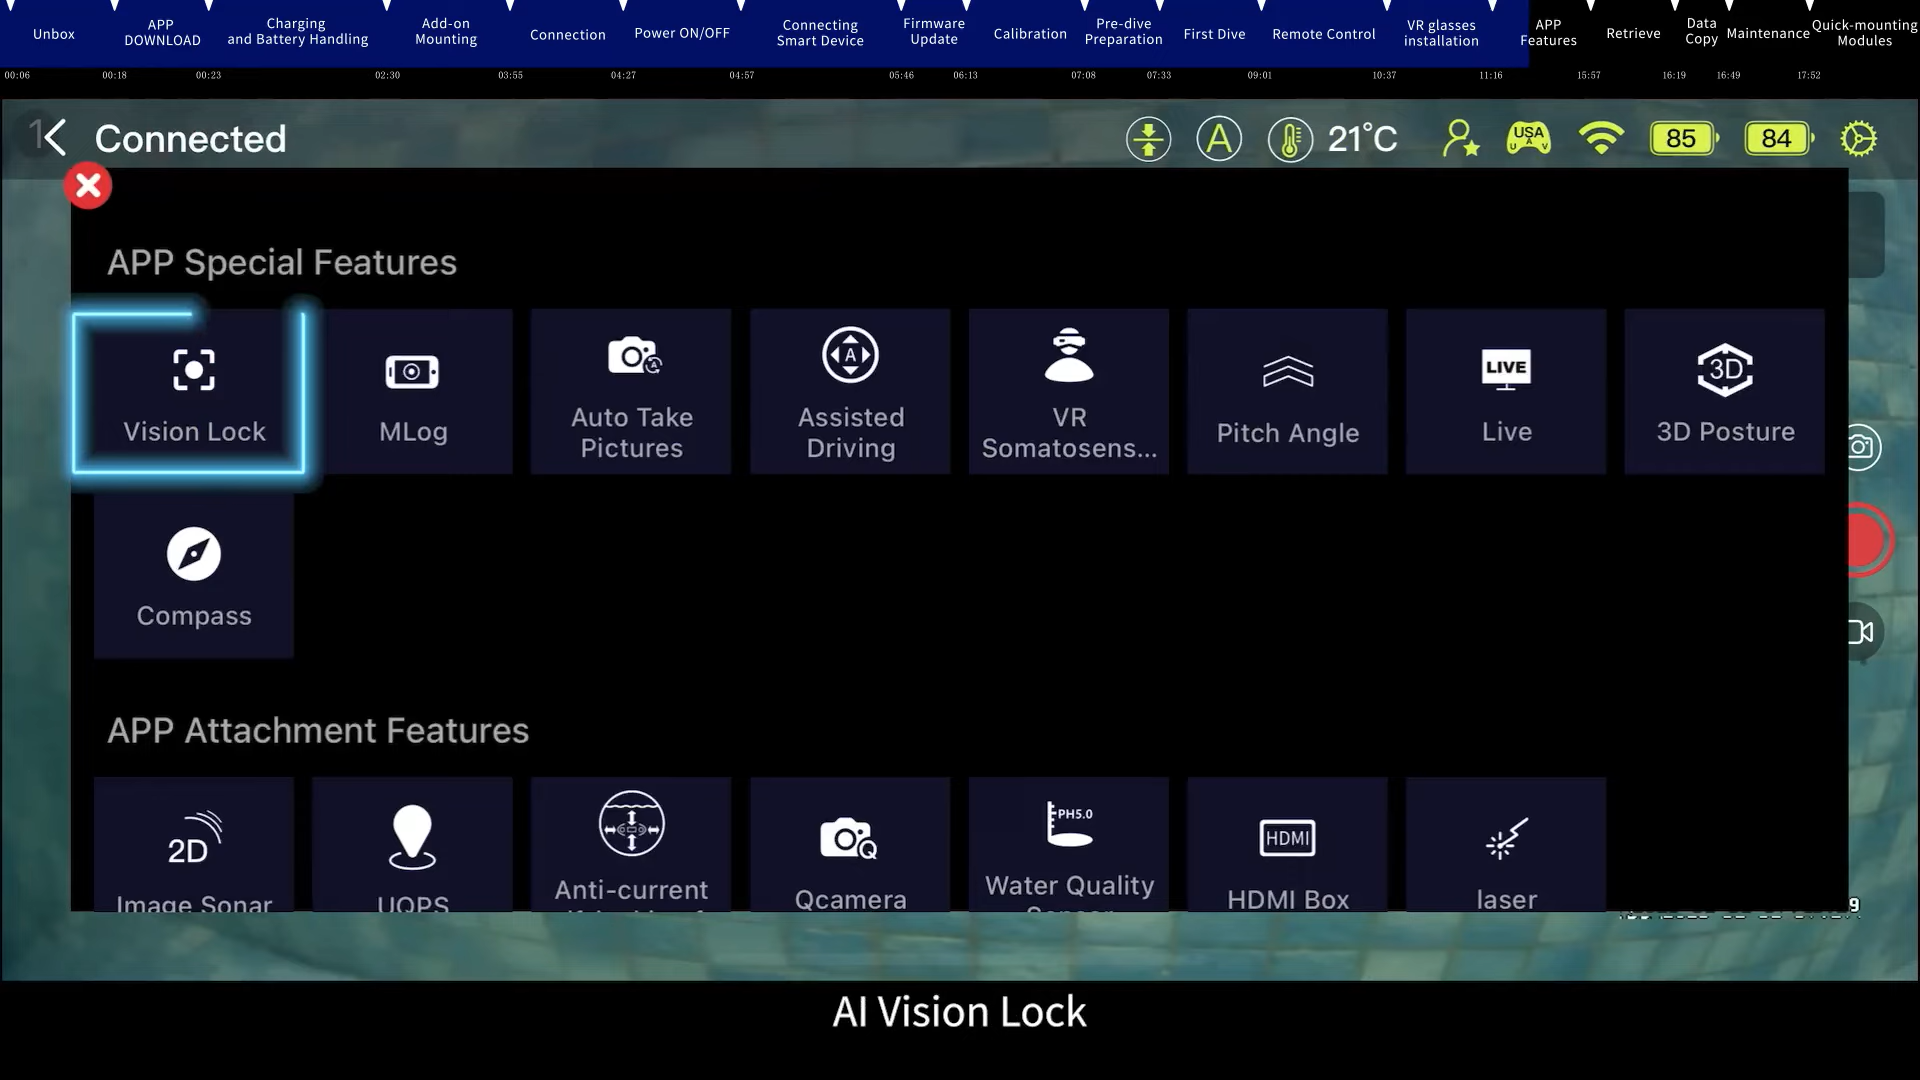 Unbox
APP
DOWNLOAD
Charging
and Battery Handling
Add-on
Mounting
Connection
Power ON/OFF
Connecting
Smart Device
Firmware
Update
Calibration
Pre-dive
Preparation
First Dive
Remote Control
VR glasses
installation
APP
Features
Retrieve
Data
Copy
Maintenance
Quick-mounting
Modules
00:06 00:18 00:23 02:30 03:55 04:27 04:57 05:46 06:13 07:08 07:33 09:01 10:37 11:16 15:57 16:19 16:49 17:52
Connected
A
21°C
USA
U A V
85
84
APP Special Features
Vision Lock
MLog
A
Auto Take
Pictures
A
Assisted
Driving
VR
Somatosens...
Pitch Angle
LIVE
Live
3D
3D Posture
Compass
APP Attachment Features
2D
Image Sonar
UQPS
Anti-current
Qcamera
PH5.0
Water Quality
Sensor
HDMI
HDMI Box
laser
9
AI Vision Lock